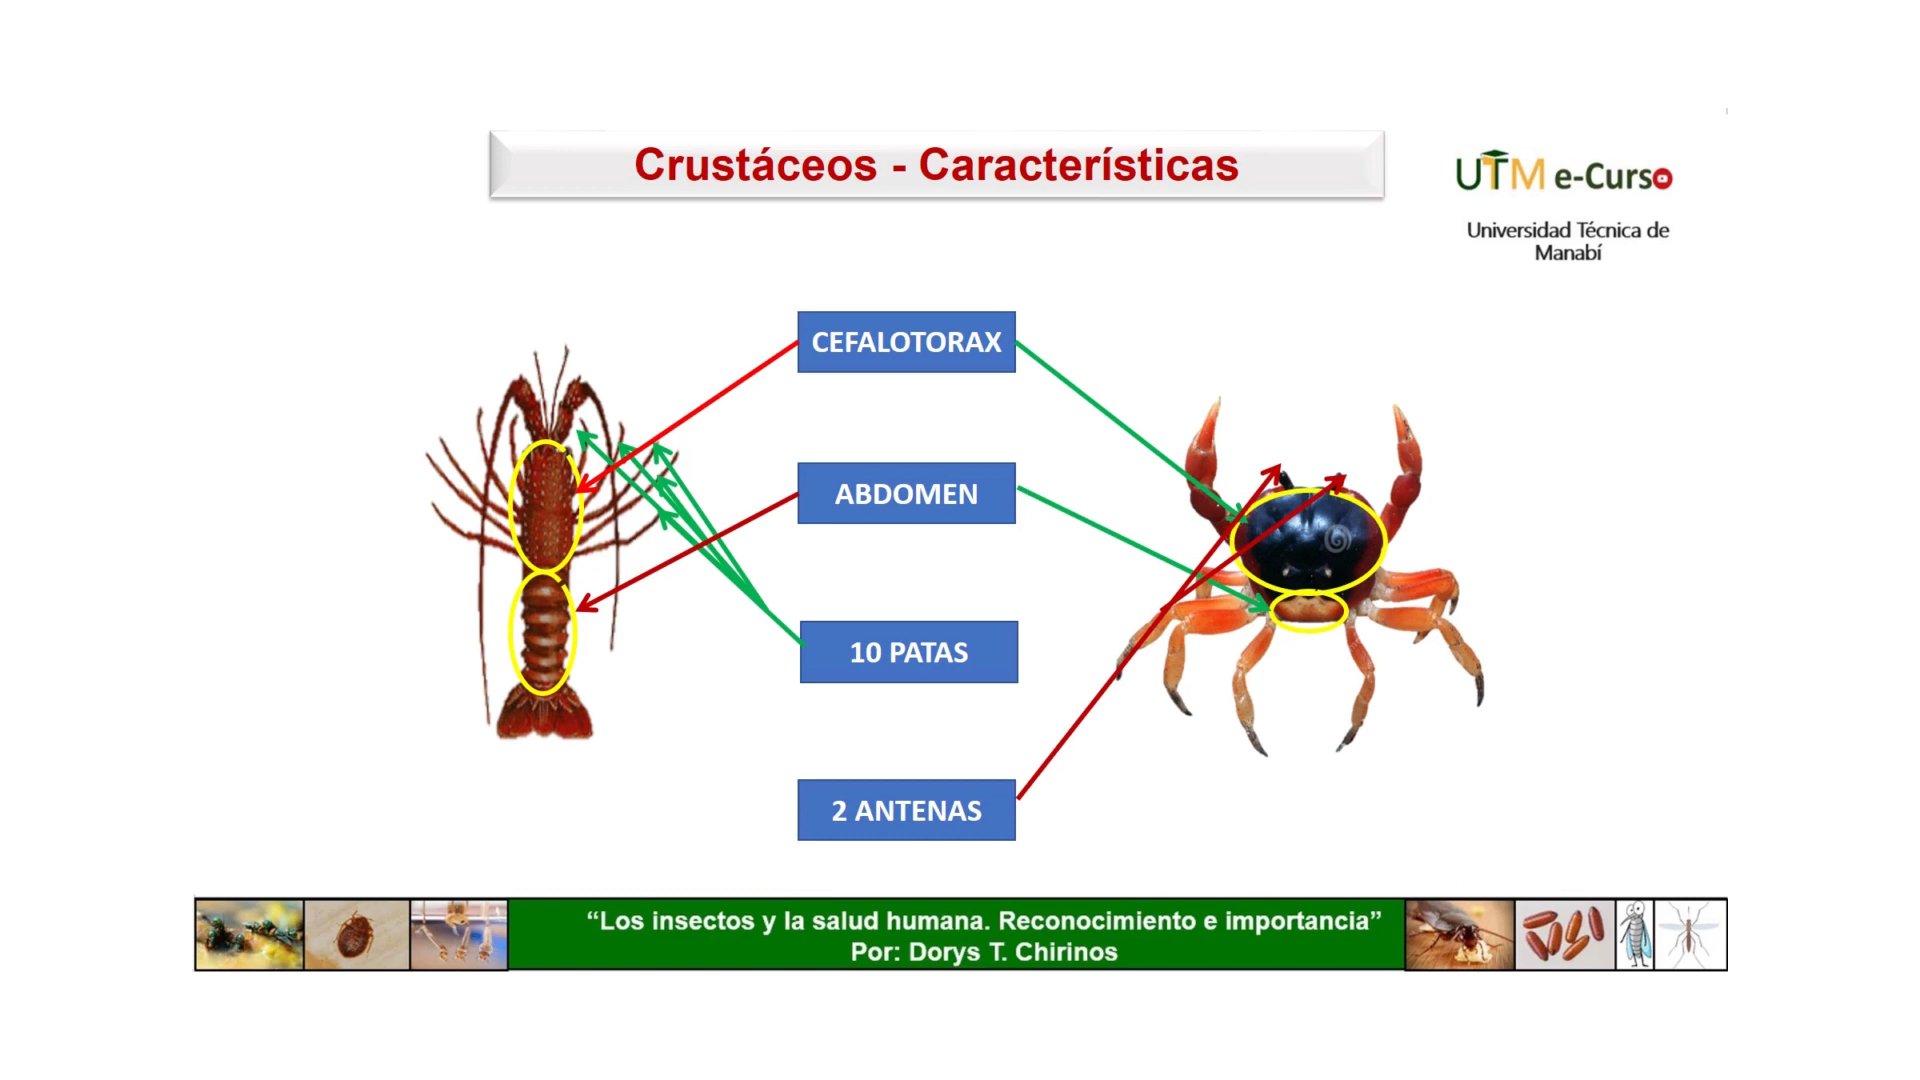 Crustáceos - Características
UTM e-Curso
Universidad Técnica de
Manabí
CEFALOTORAX
ABDOMEN
10 PATAS
2 ANTENAS
“Los insectos y la salud humana. Reconocimiento e importancia”
Por: Dorys T. Chirinos